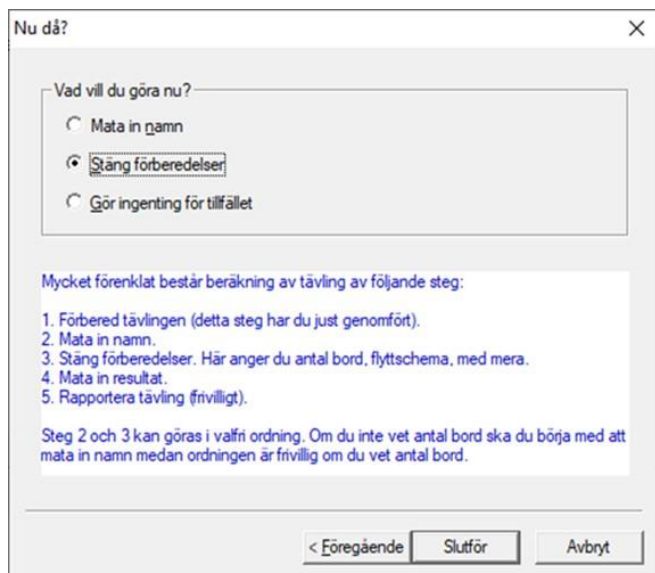 Nu då?
Vad vill du göra nu?
Mata in namn
Stäng förberedelser
Gör ingenting för tillfället
Mycket förenklat består beräkning av tävling av följande steg:
1. Förbered tävlingen (detta steg har du just genomfört).
2. Mata in namn.
3. Stäng förberedelser. Här anger du antal bord, flyttschema, med mera.
4. Mata in resultat.
5. Rapportera tävling (frivilligt).
Steg 2 och 3 kan göras i valfri ordning. Om du inte vet antal bord ska du börja med att
mata in namn medan ordningen är frivillig om du vet antal bord.
< Föregående Slutför Avbryt